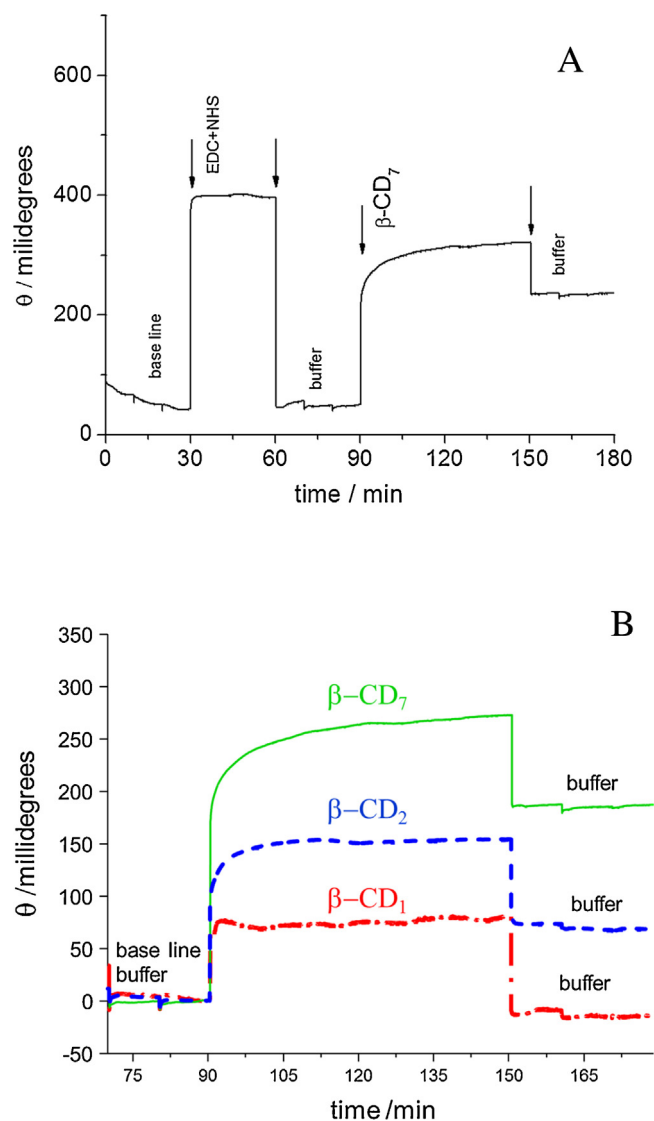 A
600
400
200
0
θ / milidegrees
base line
EDC+NHS
buffer
β-CD7
buffer
0
30
60
90
120
150
180
time / min
B
350
300
250
200
150
100
50
0
-50
θ /millidegrees
β−CD7
buffer
β−CD2
buffer
β−CD1
buffer
base line
buffer
75
90
105
120
135
150
165
time /min